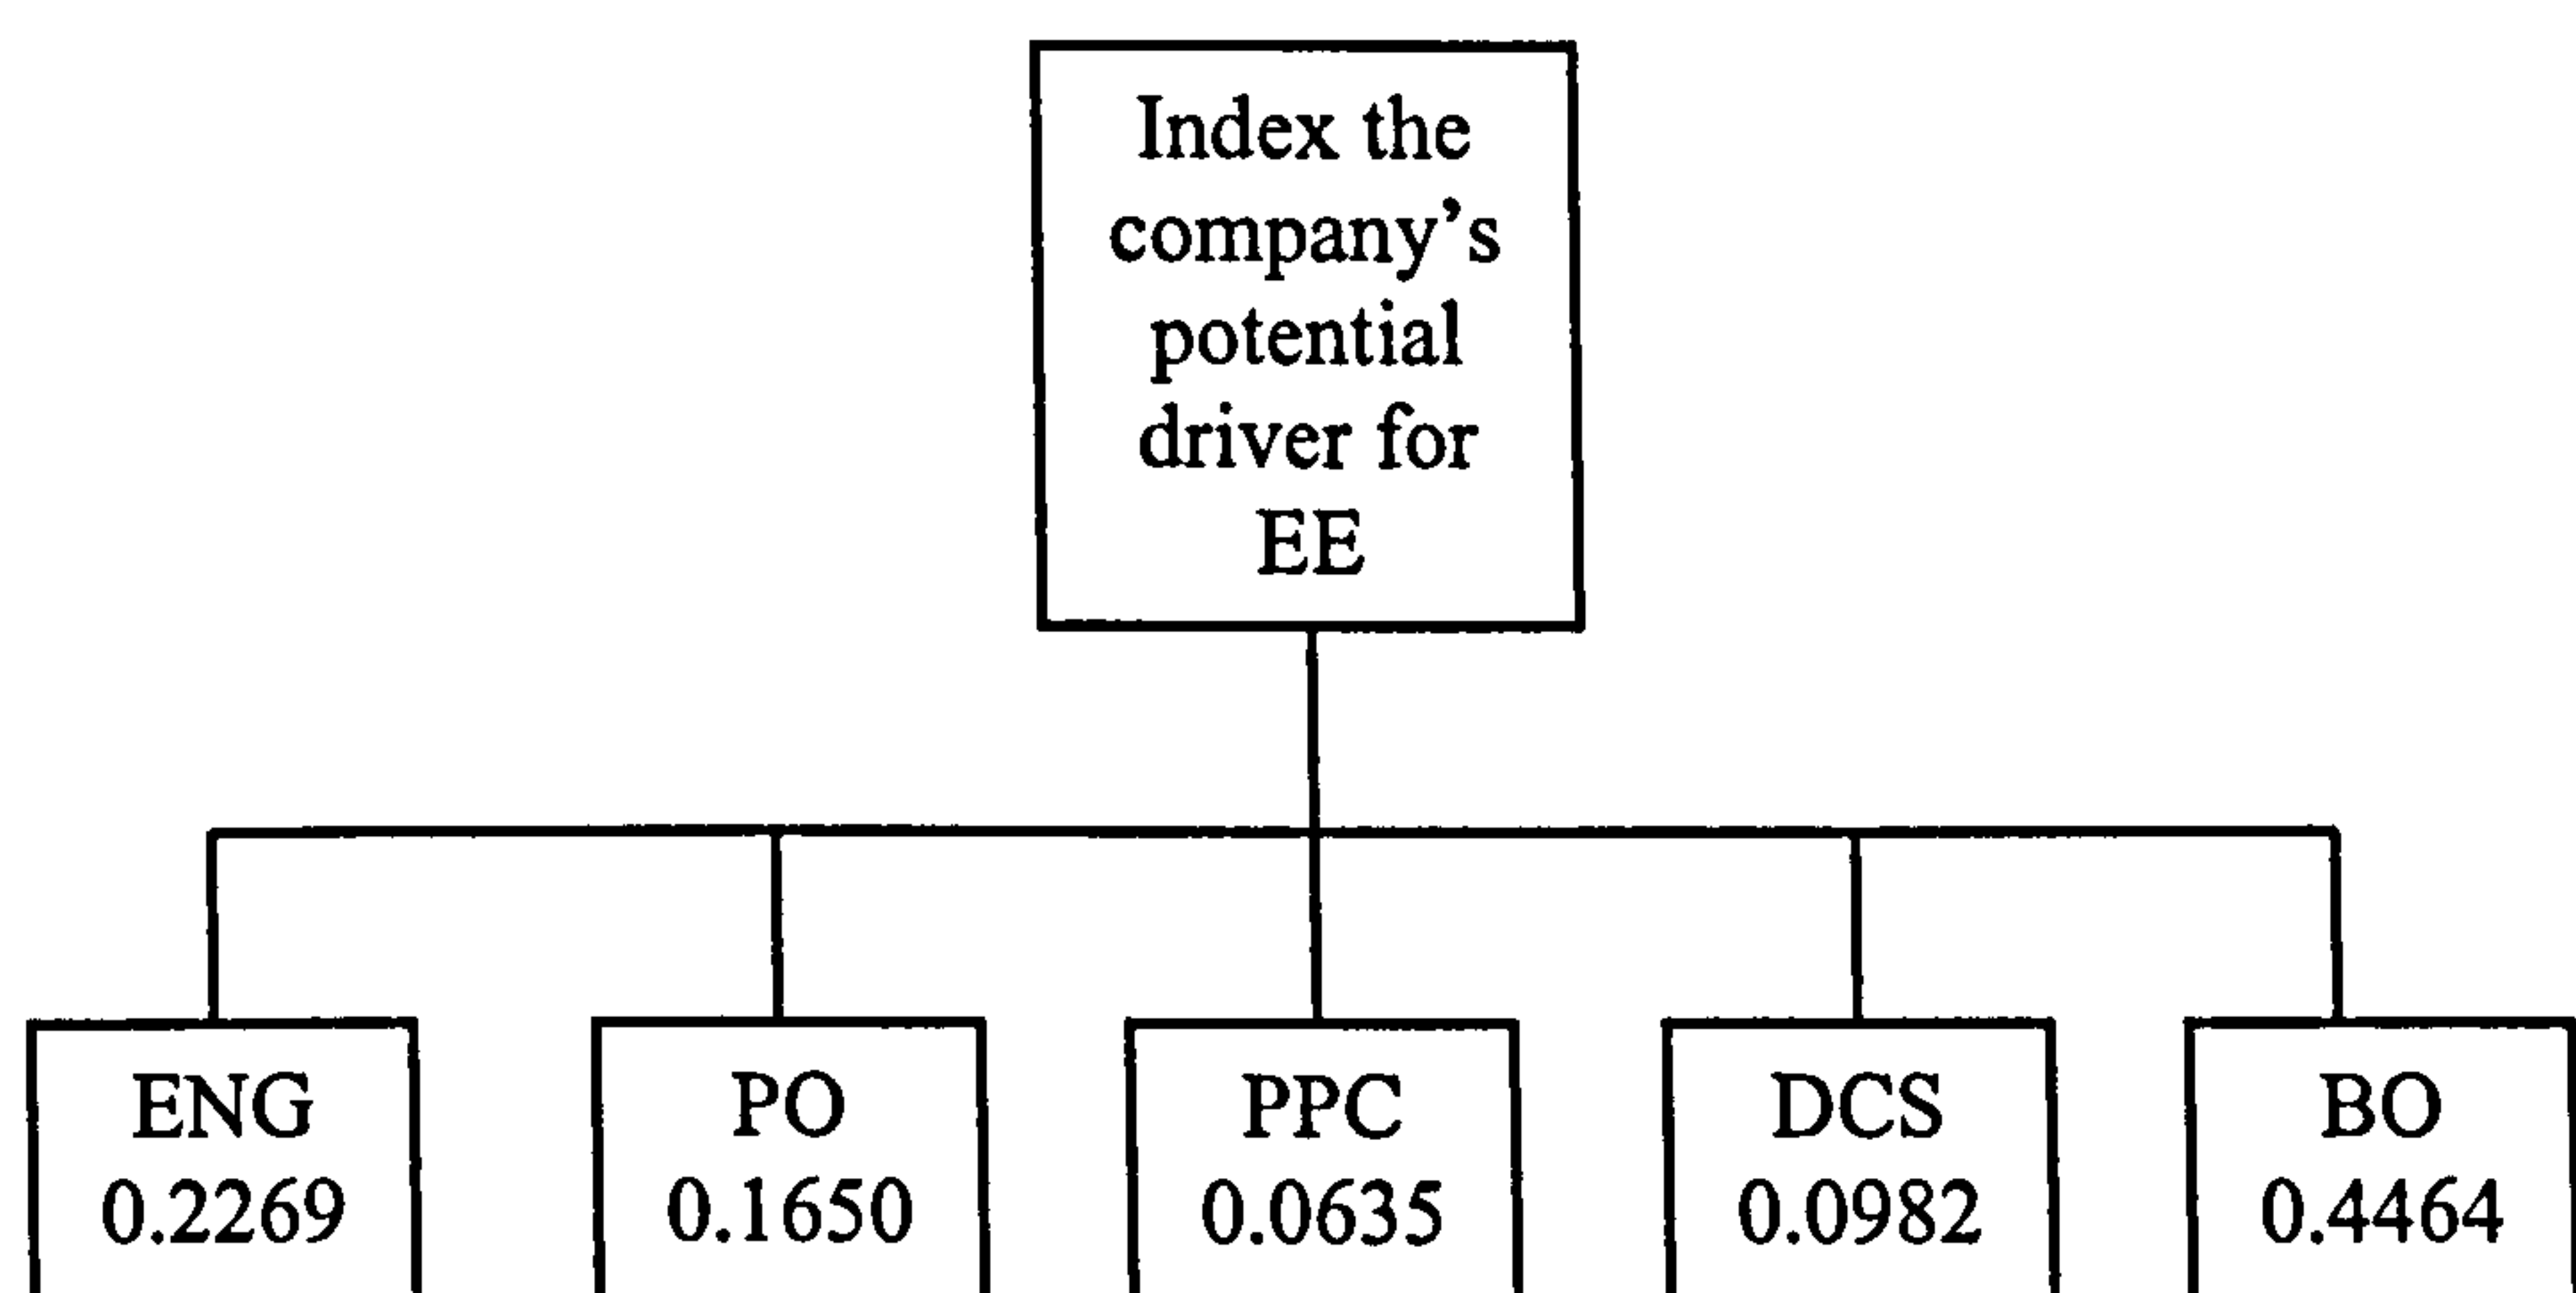 Index the
company's
potential
driver for
EE
ENG
0.2269
PO
0.1650
PPC
0.0635
DCS
0.0982
BO
0.4464